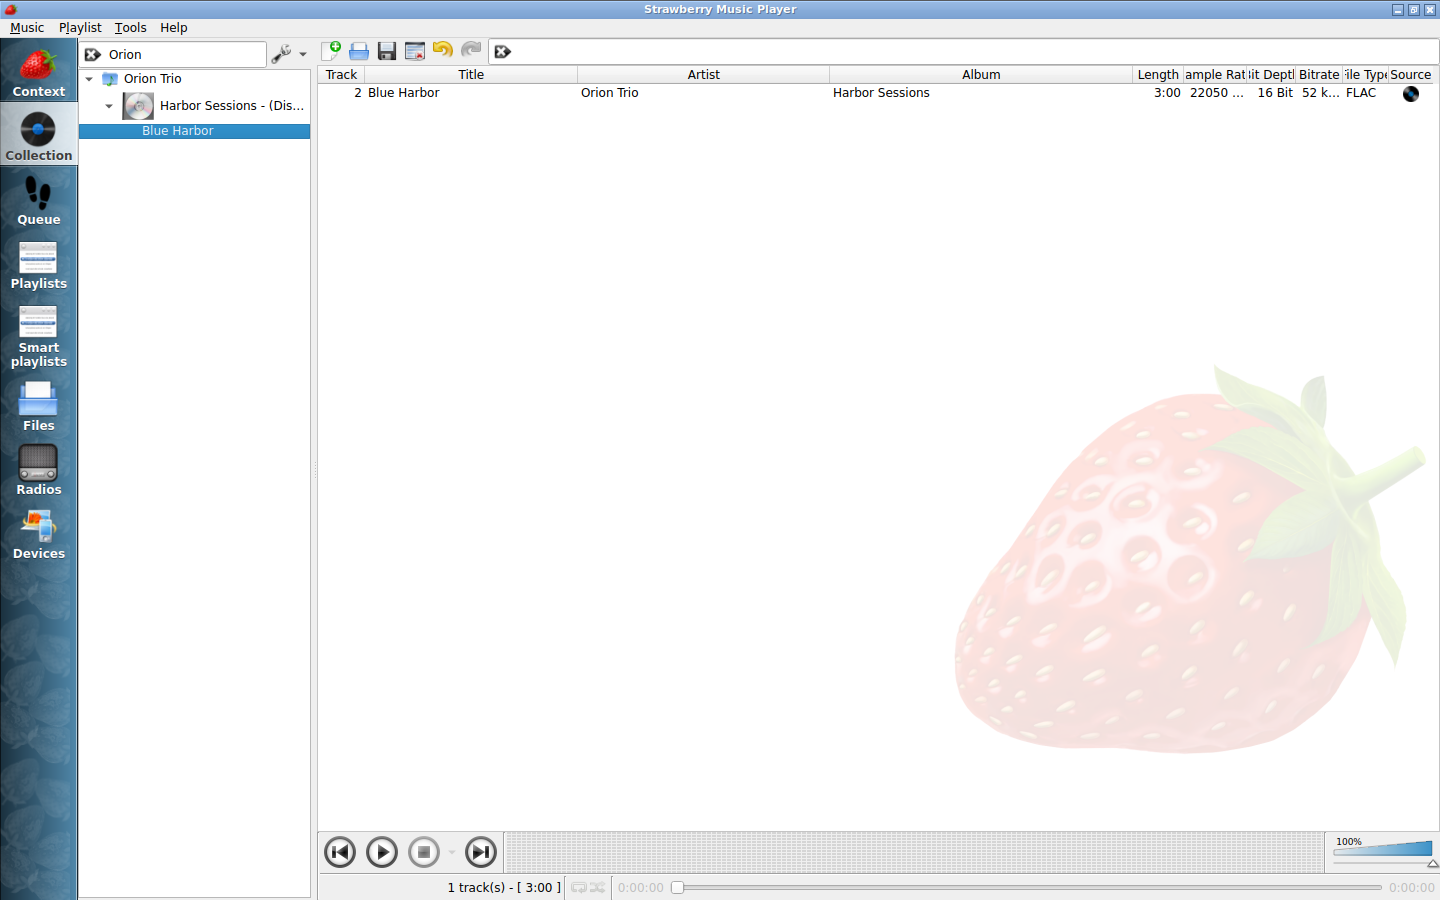 Strawberry Music Player
Music Playlist Tools Help
Orion
Context
Collection
Queue
Playlists
Smart
playlists
Files
Radios
Devices
Orion Trio
Harbor Sessions - (Dis...
Blue Harbor
Track Title Artist Album Length ample Rat Bit Deptl Bitrate File Type Source
2 Blue Harbor Orion Trio Harbor Sessions 3:00 22050 ... 16 Bit 52 k... FLAC
100%
1 track(s) - [ 3:00 ]
0:00:00
0:00:00